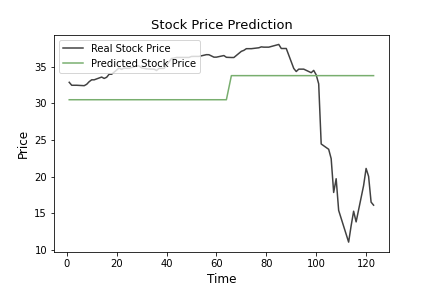 Stock Price Prediction
Real Stock Price
Predicted Stock Price
Price
35
30
25
20
15
10
0 20 40 60 80 100 120
Time